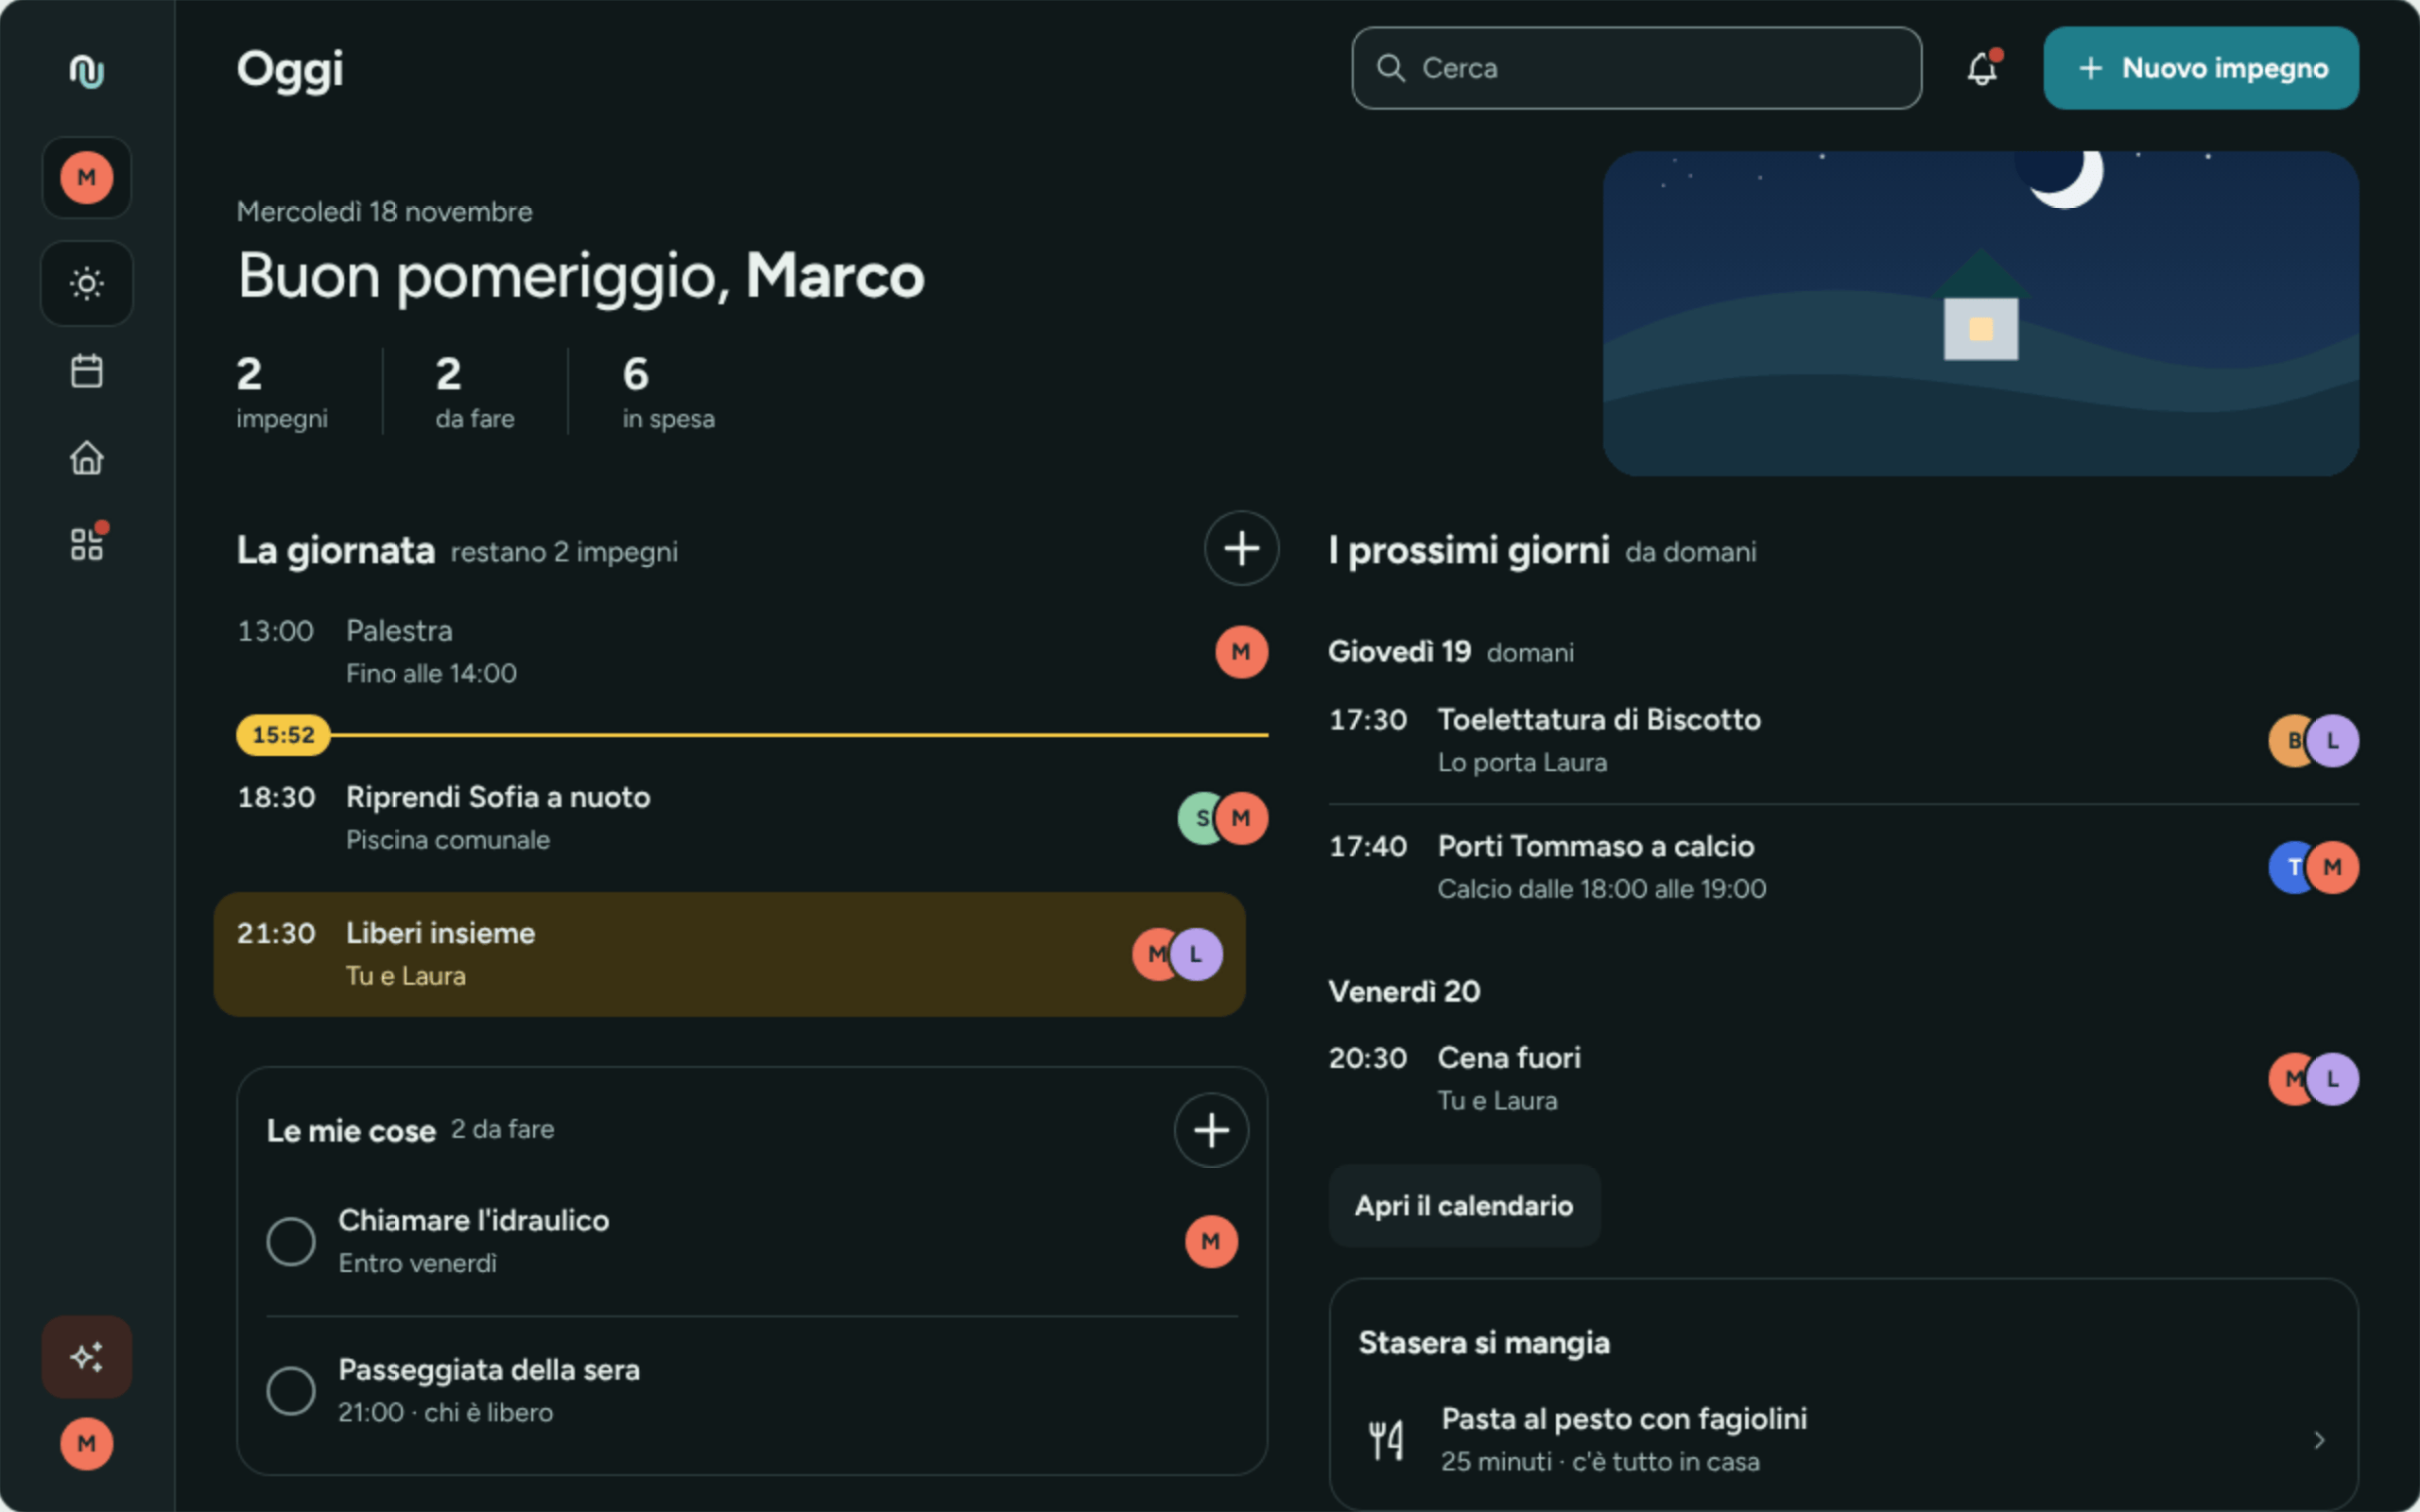 Oggi
Cerca
Nuovo impegno
M
Mercoledì 18 novembre
Buon pomeriggio, Marco
2
impegni
2
da fare
6
in spesa
La giornata restano 2 impegni
13:00 Palestra
Fino alle 14:00
M
15:52
18:30 Riprendi Sofia a nuoto
Piscina comunale
S M
21:30 Liberi insieme
Tu e Laura
M L
Le mie cose 2 da fare
Chiamare l'idraulico
Entro venerdì
M
Passeggiata della sera
21:00 · chi è libero
I prossimi giorni da domani
Giovedì 19 domani
17:30 Toelettatura di Biscotto
Lo porta Laura
B L
17:40 Porti Tommaso a calcio
Calcio dalle 18:00 alle 19:00
T M
Venerdì 20
20:30 Cena fuori
Tu e Laura
M L
Apri il calendario
Stasera si mangia
Pasta al pesto con fagiolini
25 minuti · c'è tutto in casa
M